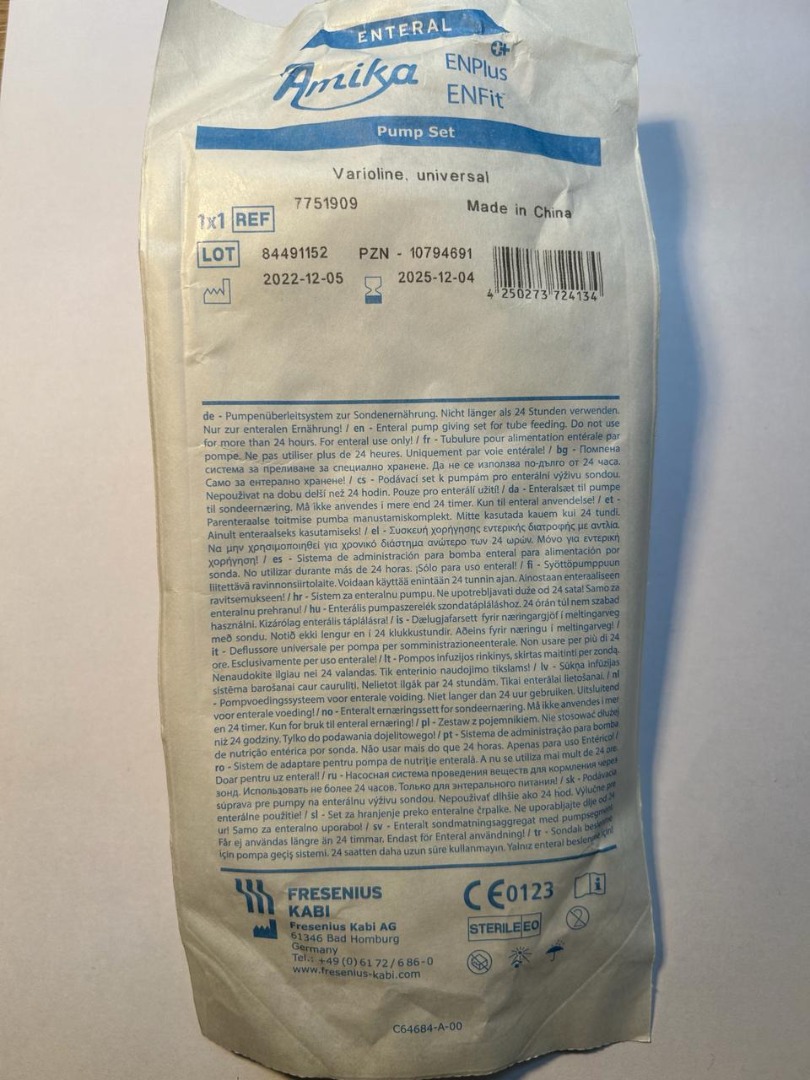 ENTERAL
Amika ENPlus
ENFit
Pump Set
Varioline, universal
1x1 REF 7751909 Made in China
LOT 84491152 PZN - 10794691
2022-12-05 2025-12-04
4 250273 724134
de - Pumpenüberleitsystem zur Sondenernährung. Nicht länger als 24 Stunden verwenden.
Nur zur enteralen Ernährung! / en - Enteral pump giving set for tube feeding. Do not use
for more than 24 hours. For enteral use only! / fr - Tubulure pour alimentation entérale par
pompe. Ne pas utiliser plus de 24 heures. Uniquement par voie entérale! / bg - Помпена
система за преливане за специално хранене. Да не се използва по-дълго от 24 часа.
Само за ентерално хранене! / cs - Podávací set k pumpám pro enterální výživu sondou.
Nepoužívat na dobu delší než 24 hodin. Pouze pro enterálí užití! / da - Enteralsæt til pumpe
til sondeernæring. Må ikke anvendes i mere end 24 timer. Kun til enteral anvendelse! / et -
Parenteraalse toitmise pumba manustamiskomplekt. Mitte kasutada kauem kui 24 tundi.
Ainult enteraalseks kasutamiseks! / el - Συσκευή χορήγησης εντερικής διατροφής με αντλία.
Να μην χρησιμοποιηθεί για χρονικό διάστημα ανώτερο των 24 ωρών. Μόνο για εντερική
χορήγηση! / es - Sistema de administración para bomba enteral para alimentación por
sonda. No utilizar durante más de 24 horas. ¡Sólo para uso enteral! / fi - Syöttöpumppuun
liitettävä ravinnonsiirtolaite. Voidaan käyttää enintään 24 tunnin ajan. Ainostaan enteraaliseen
ravitsemukseen! / hr - Sistem za enteralnu pumpu. Ne upotrebljavati duže od 24 sata! Samo za
enteralnu prehranu! / hu - Enterális pumpaszerelék szondatápláláshoz. 24 órán túl nem szabad
használni. Kizárólag enterális táplálásra! / is - Dælugjafarsett fyrir næringargjöf í meltingarveg
með sondu. Notið ekki lengur en í 24 klukkustundir. Aðeins fyrir næringu í meltingarveg! /
it - Deflussore universale per pompa per somministrazioneenterale. Non usare per più di 24
ore. Esclusivamente per uso enterale! / lt - Pompos infuzijos rinkinys, skirtas maitinti per zondą.
Nenaudokite ilgiau nei 24 valandas. Tik enterinio naudojimo tikslams! / lv - Sūkņa infūzijas
sistēma barošanai caur caurulīti. Nelietot ilgāk par 24 stundām. Tikai enterālai lietošanai. / nl
- Pompvoedingssysteem voor enterale voiding. Niet langer dan 24 uur gebruiken. Uitsluitend
voor enterale voeding! / no - Enteralt ernæringssett for sondeernæring. Må ikke anvendes i mer
en 24 timer. Kun for bruk til enteral ernæring! / pl - Zestaw z pojemnikiem. Nie stosować dłużej
niż 24 godziny. Tylko do podawania dojelitowego! / pt - Sistema de administração para bomba
de nutrição entérica por sonda. Não usar mais do que 24 horas. Apenas para uso Entérico! /
ro - Sistem de adaptare pentru pompa de nutriţie enterală. A nu se utiliza mai mult de 24 ore.
Doar pentru uz enteral! / ru - Насосная система проведения веществ для кормления через
зонд. Использовать не более 24 часов. Только для энтерального питания! / sk - Podávacia
súprava pre pumpy na enterálnu výživu sondou. Nepoužívať dlhšie ako 24 hod. Výlučne pre
enterálne použitie! / sl - Set za hranjenje preko enteralne črpalke. Ne uporabljajte dlje od 24
ur! Samo za enteralno uporabo! / sv - Enteralt sondmatningsaggregat med pumpsegment.
Får ej användas längre än 24 timmar. Endast för Enteral användning! / tr - Sondak beslenme
için pompa geçiş sistemi. 24 saatten daha uzun süre kullanmayın. Yalnız enteral beslenme için!
FRESENIUS
KABI
Fresenius Kabi AG
61346 Bad Homburg
Germany
Tel.: +49 (0) 61 72 / 6 86 - 0
www.fresenius-kabi.com
CE0123
STERILE EO
2
C64684-A-00